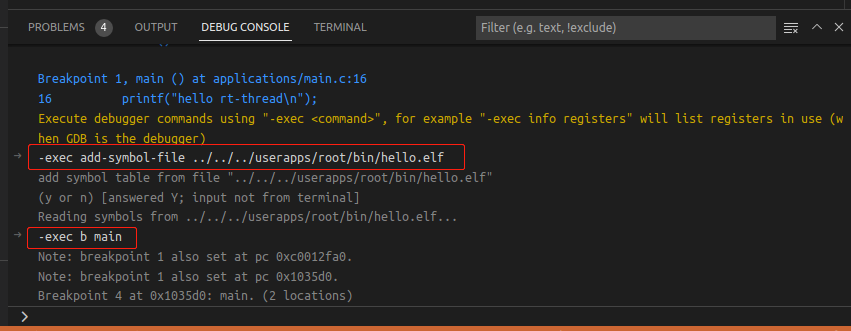 PROBLEMS 4 OUTPUT DEBUG CONSOLE TERMINAL Filter (e.g. text, !exclude)
Breakpoint 1, main () at applications/main.c:16
16 printf("hello rt-thread\n");
Execute debugger commands using "-exec <command>", for example "-exec info registers" will list registers in use (w
hen GDB is the debugger)
-exec add-symbol-file ../../../userapps/root/bin/hello.elf
add symbol table from file "../../../userapps/root/bin/hello.elf"
(y or n) [answered Y; input not from terminal]
Reading symbols from ../../../userapps/root/bin/hello.elf...
-exec b main
Note: breakpoint 1 also set at pc 0xc0012fa0.
Note: breakpoint 1 also set at pc 0x1035d0.
Breakpoint 4 at 0x1035d0: main. (2 locations)